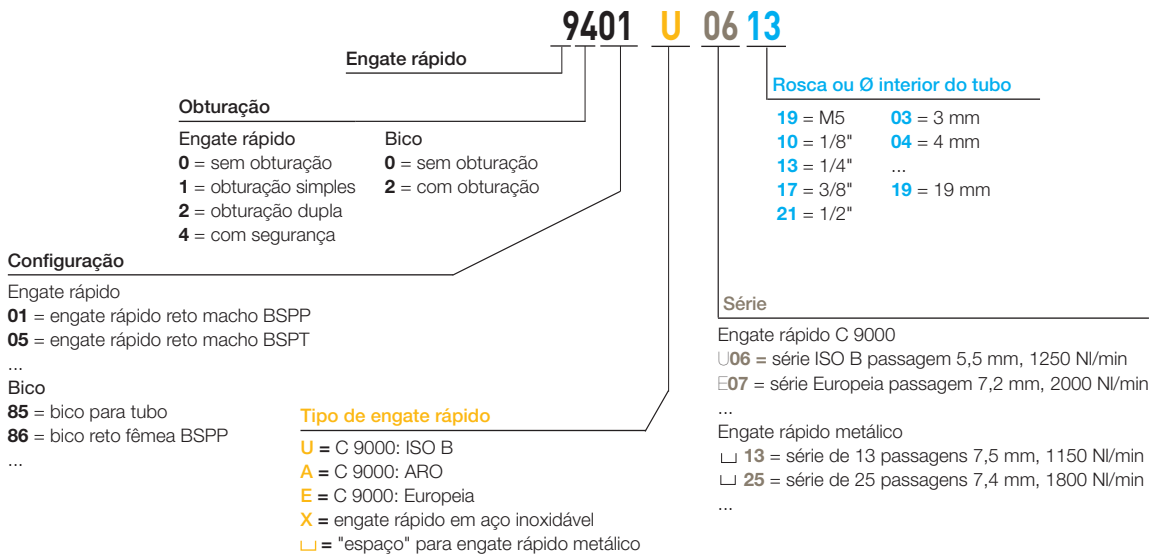 9401 U 06 13
Engate rápido
Obturação
Engate rápido
0 = sem obturação
1 = obturação simples
2 = obturação dupla
4 = com segurança
Bico
0 = sem obturação
2 = com obturação
Configuração
Engate rápido
01 = engate rápido reto macho BSPP
05 = engate rápido reto macho BSPT
...
Bico
85 = bico para tubo
86 = bico reto fêmea BSPP
...
Tipo de engate rápido
U = C 9000: ISO B
A = C 9000: ARO
E = C 9000: Europeia
X = engate rápido em aço inoxidável
⎵ = "espaço" para engate rápido metálico
Rosca ou Ø interior do tubo
19 = M5
10 = 1/8"
13 = 1/4"
17 = 3/8"
21 = 1/2"
03 = 3 mm
04 = 4 mm
...
19 = 19 mm
Série
Engate rápido C 9000
U06 = série ISO B passagem 5,5 mm, 1250 Nl/min
E07 = série Europeia passagem 7,2 mm, 2000 Nl/min
...
Engate rápido metálico
⎵ 13 = série de 13 passagens 7,5 mm, 1150 Nl/min
⎵ 25 = série de 25 passagens 7,4 mm, 1800 Nl/min
...